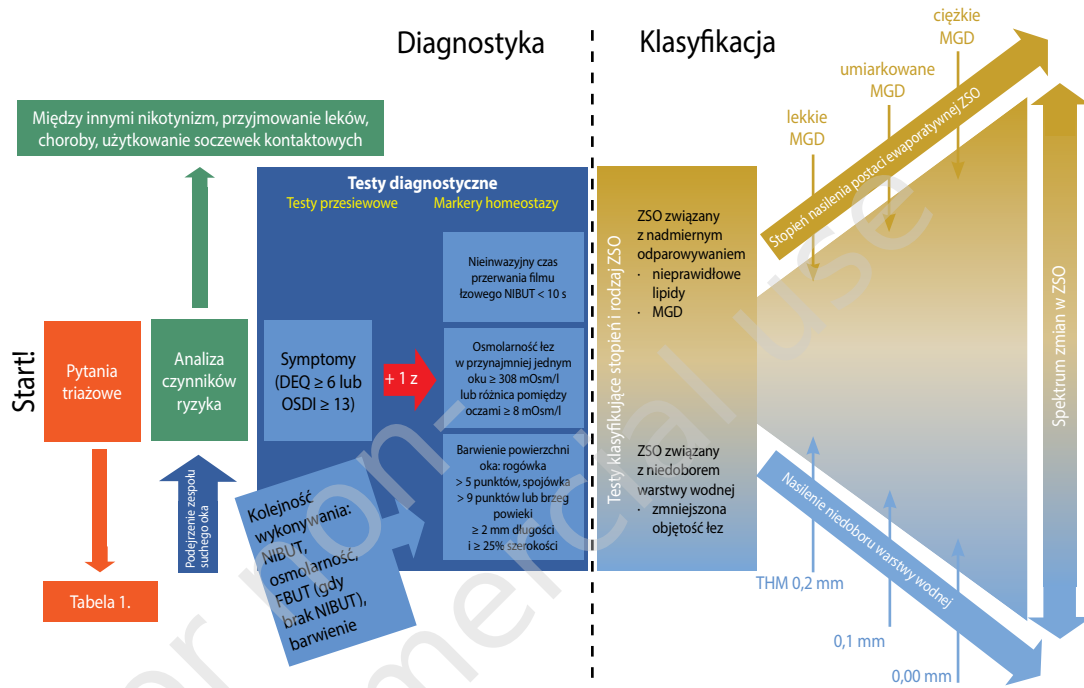 Diagnostyka
Klasyfikacja
Między innymi nikotynizm, przyjmowanie leków,
choroby, użytkowanie soczewek kontaktowych
Start!
Pytania
triażowe
Tabela 1.
Analiza
czynników
ryzyka
Podejrzenie zespołu
suchego oka
Testy diagnostyczne
Testy przesiewowe
Markery homeostazy
Symptomy
(DEQ ≥ 6 lub
OSDI ≥ 13)
+ 1 z
Nieinwazyjny czas
przerwania filmu
łzowego NIBUT < 10 s
Osmolarność łez
w przynajmniej jednym
oku ≥ 308 mOsm/l
lub różnica pomiędzy
oczami ≥ 8 mOsm/l
Barwienie powierzchni
oka: rogówka
> 5 punktów, spojówka
> 9 punktów lub brzeg
powieki
≥ 2 mm długości
i ≥ 25% szerokości
Kolejność
wykonywania:
NIBUT,
osmolarność,
FBUT (gdy
brak NIBUT),
barwienie
Testy klasyfikujące stopień i rodzaj ZSO
ZSO związany
z nadmiernym
odparowywaniem
· nieprawidłowe
lipidy
· MGD
ZSO związany
z niedoborem
warstwy wodnej
· zmniejszona
objętość łez
lekkie
MGD
umiarkowane
MGD
ciężkie
MGD
Stopień nasilenia postaci ewaporatywnej ZSO
Spektrum zmian w ZSO
Nasilenie niedoboru warstwy wodnej
THM 0,2 mm
0,1 mm
0,00 mm
for non-
commercial use